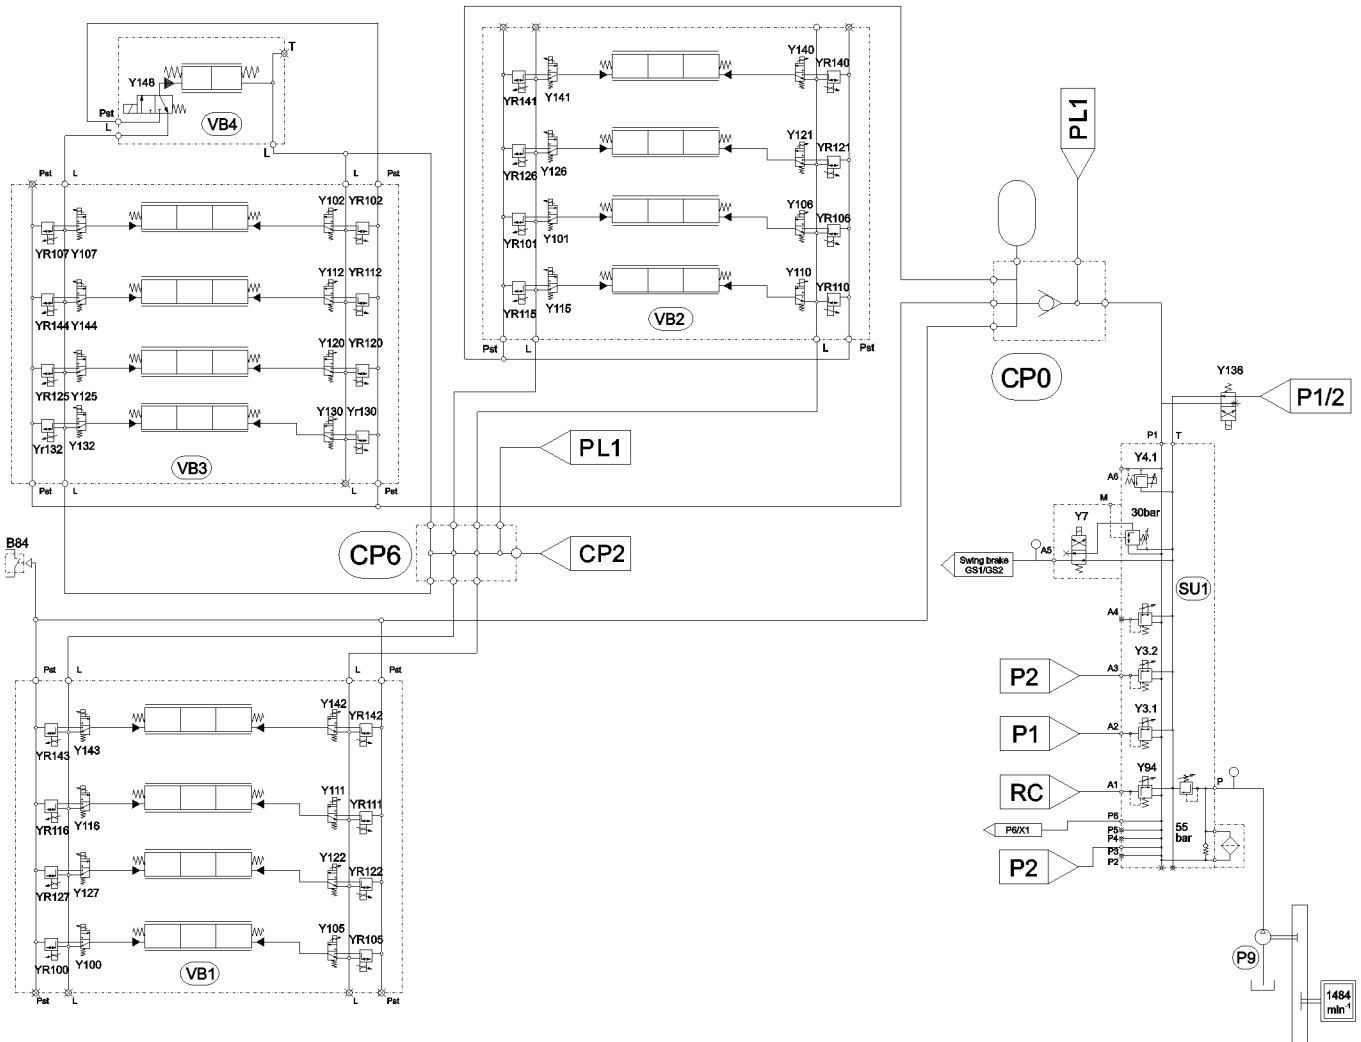 T
Y148
Pst
L
VB4
L
Pst
L
L
Pst
Y102
YR102
YR107
Y107
Y112
YR112
YR144
Y144
Y120
YR120
YR125
Y125
Y130
Yr130
Yr132
Y132
VB3
Pst
L
L
Pst
Y140
YR140
YR141
Y141
Y121
YR121
YR126
Y126
Y106
YR106
YR101
Y101
Y110
YR110
YR115
Y115
VB2
Pst
L
L
Pst
PL1
CP0
Y136
P1/2
P1
T
PL1
CP6
CP2
B84
Y4.1
A6
M
30bar
Y7
A5
Swing brake
GS1/GS2
SU1
A4
Y3.2
P2
A3
Y3.1
P1
A2
Y94
RC
A1
P
P6
P6/X1
P5
P4
55
bar
P2
P3
P2
Pst
L
L
Pst
Y142
YR142
YR143
Y143
Y111
YR111
YR116
Y116
Y122
YR122
YR127
Y127
Y105
YR105
YR100
Y100
VB1
Pst
L
L
Pst
P9
1484
min⁻¹